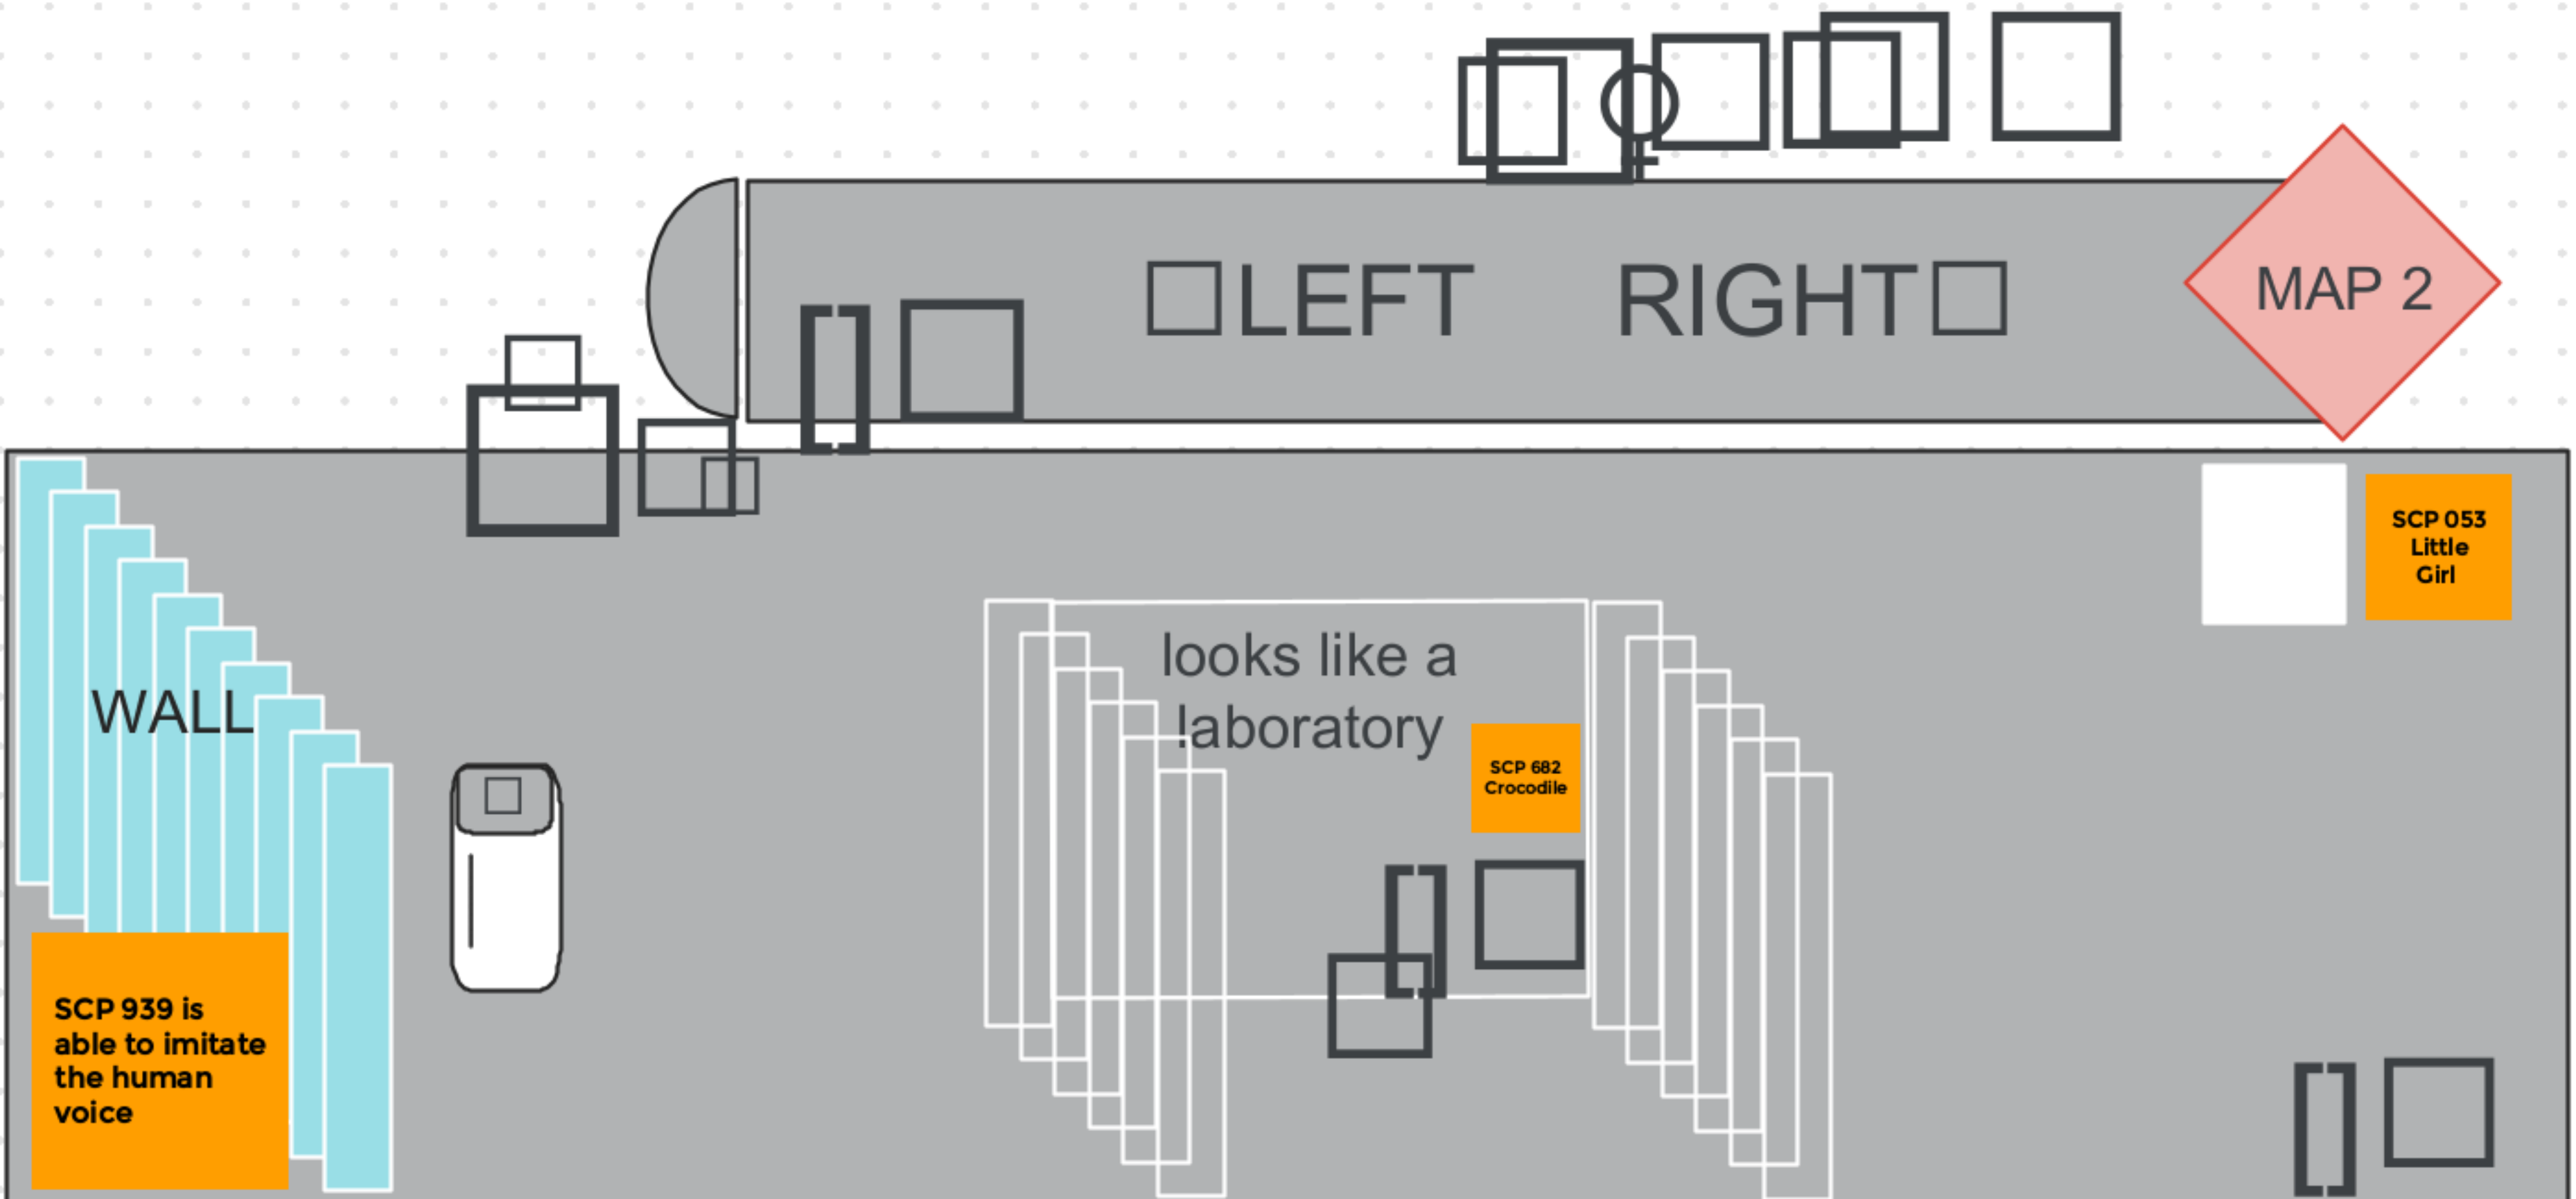 LEFT RIGHT
MAP 2
SCP 053
Little
Girl
looks like a
laboratory
WALL
SCP 682
Crocodile
SCP 939 is
able to imitate
the human
voice